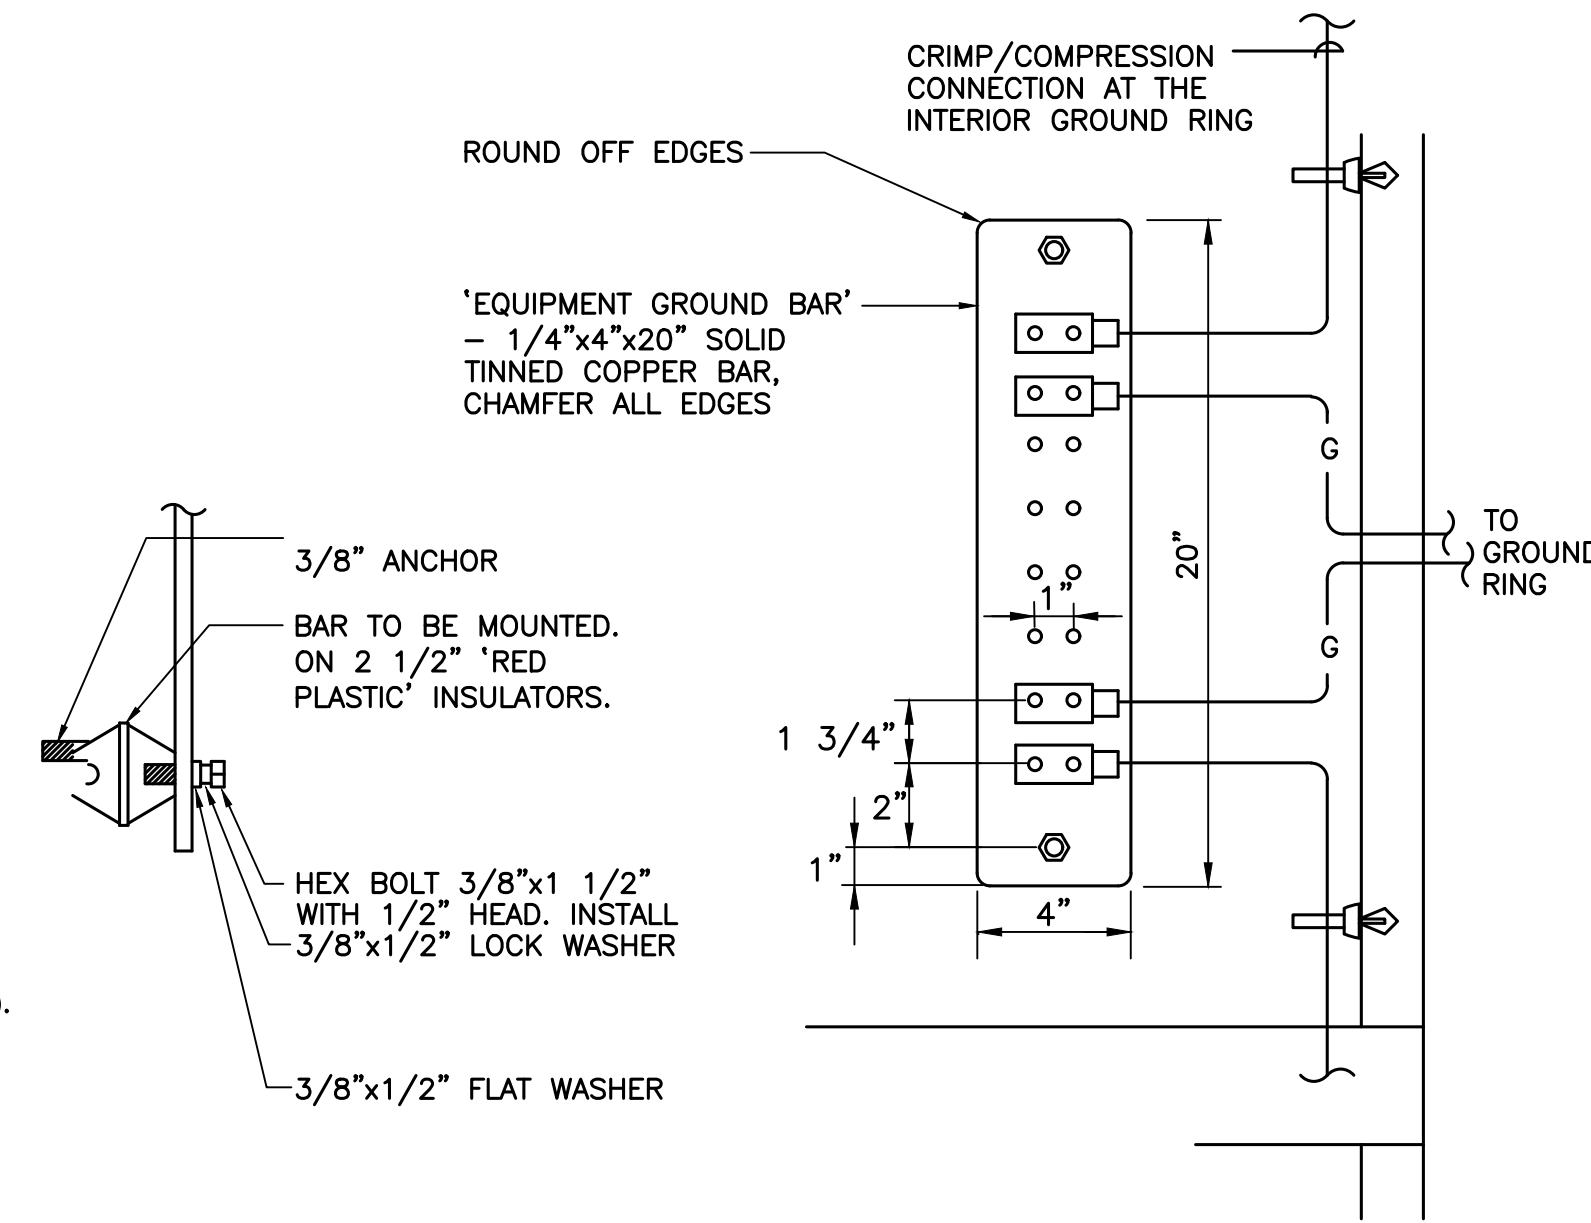 CRIMP/COMPRESSION
CONNECTION AT THE
INTERIOR GROUND RING
ROUND OFF EDGES
‘EQUIPMENT GROUND BAR’
– 1/4”x4”x20” SOLID
TINNED COPPER BAR,
CHAMFER ALL EDGES
G
TO
GROUND
RING
20”
1”
G
1 3/4”
2”
1”
4”
3/8” ANCHOR
BAR TO BE MOUNTED.
ON 2 1/2” ‘RED
PLASTIC’ INSULATORS.
HEX BOLT 3/8”x1 1/2”
WITH 1/2” HEAD. INSTALL
3/8”x1/2” LOCK WASHER
3/8”x1/2” FLAT WASHER